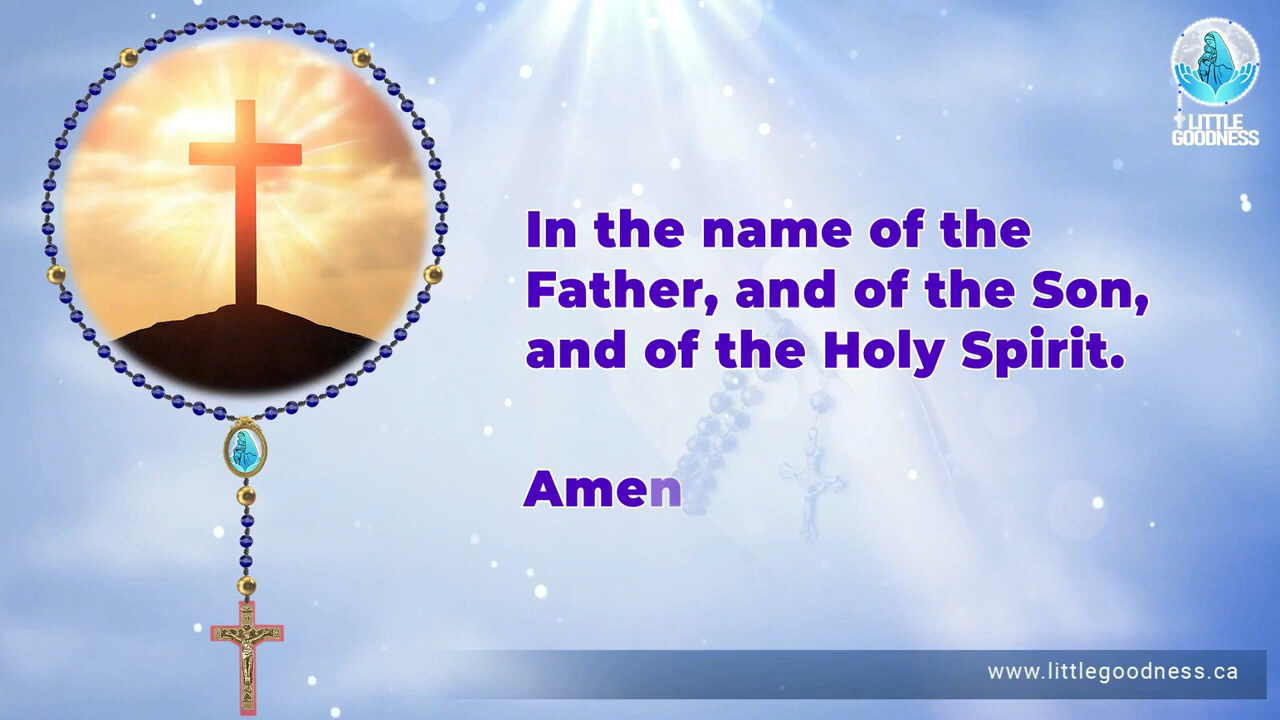 LITTLE
GOODNESS
In the name of the
Father, and of the Son,
and of the Holy Spirit.
Amen
www.littlegoodness.ca